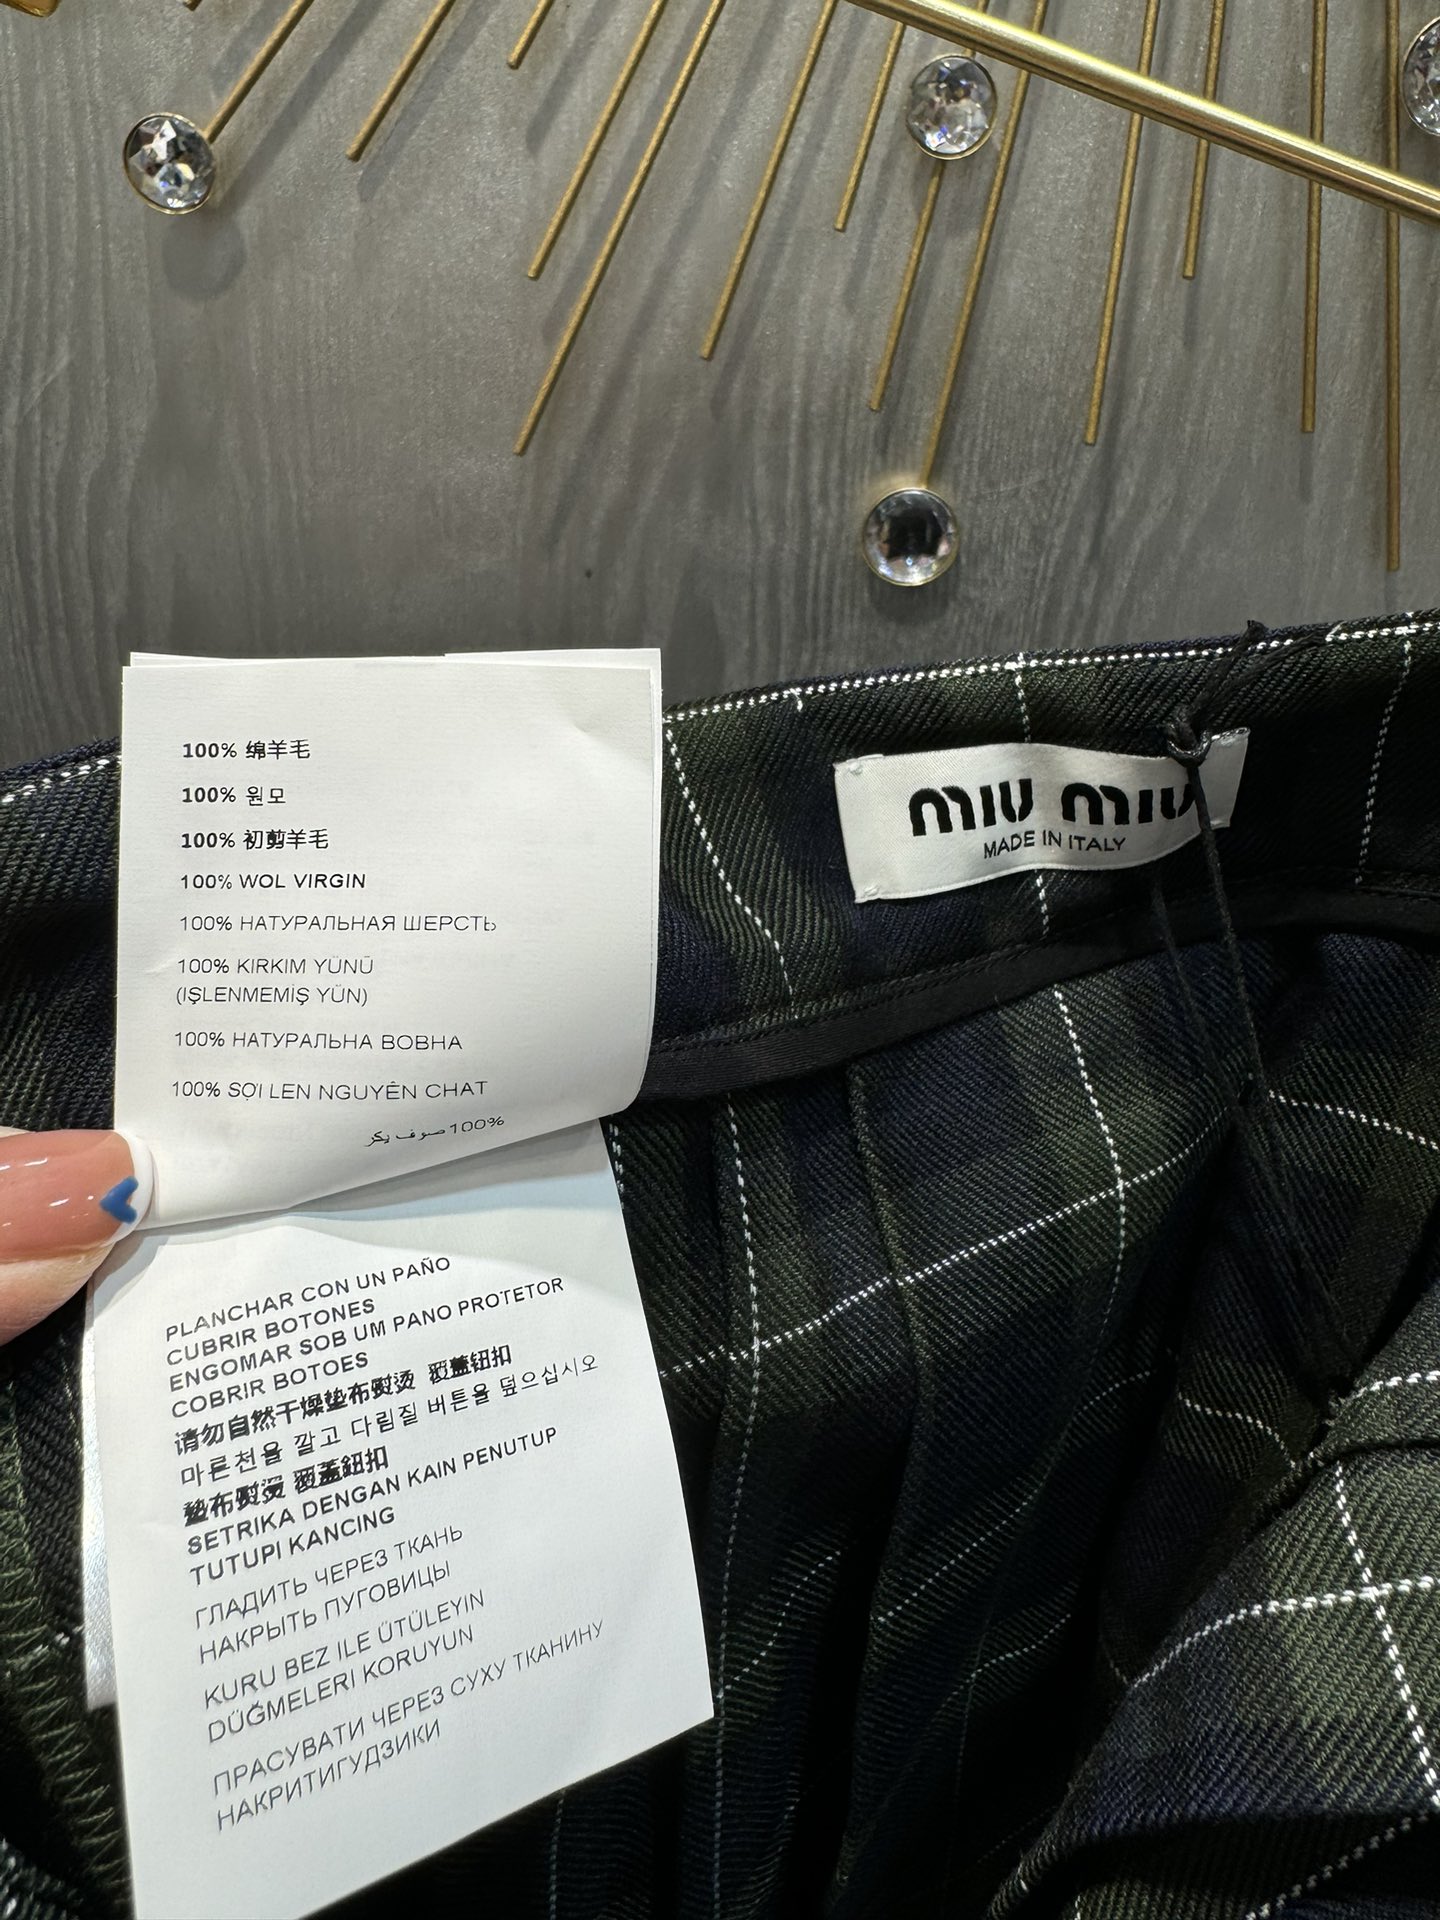 100% 绵羊毛
100% 원모
100% 初剪羊毛
100% WOL VIRGIN
100% НАТУРАЛЬНАЯ ШЕРСТЬ
100% KIRKIM YÜNÜ
(IŞLENMEMİŞ YÜN)
100% НАТУРАЛЬНА ВОВНА
100% SỢI LEN NGUYÊN CHAT
100% صوف بكر
miu miu
MADE IN ITALY
PLANCHAR CON UN PAÑO
CUBRIR BOTONES
ENGOMAR SOB UM PANO PROTETOR
COBRIR BOTOES
请勿自然干燥垫布熨烫 覆盖钮扣
마른천을 깔고 다림질 버튼을 덮으십시오
墊布熨燙 覆蓋鈕扣
SETRIKA DENGAN KAIN PENUTUP
TUTUPI KANCING
ГЛАДИТЬ ЧЕРЕЗ ТКАНЬ
НАКРЫТЬ ПУГОВИЦЫ
KURU BEZ ILE ÜTÜLEYIN
DÜĞMELERI KORUYUN
ПРАСУВАТИ ЧЕРЕЗ СУХУ ТКАНИНУ
НАКРИТИГУДЗИКИ